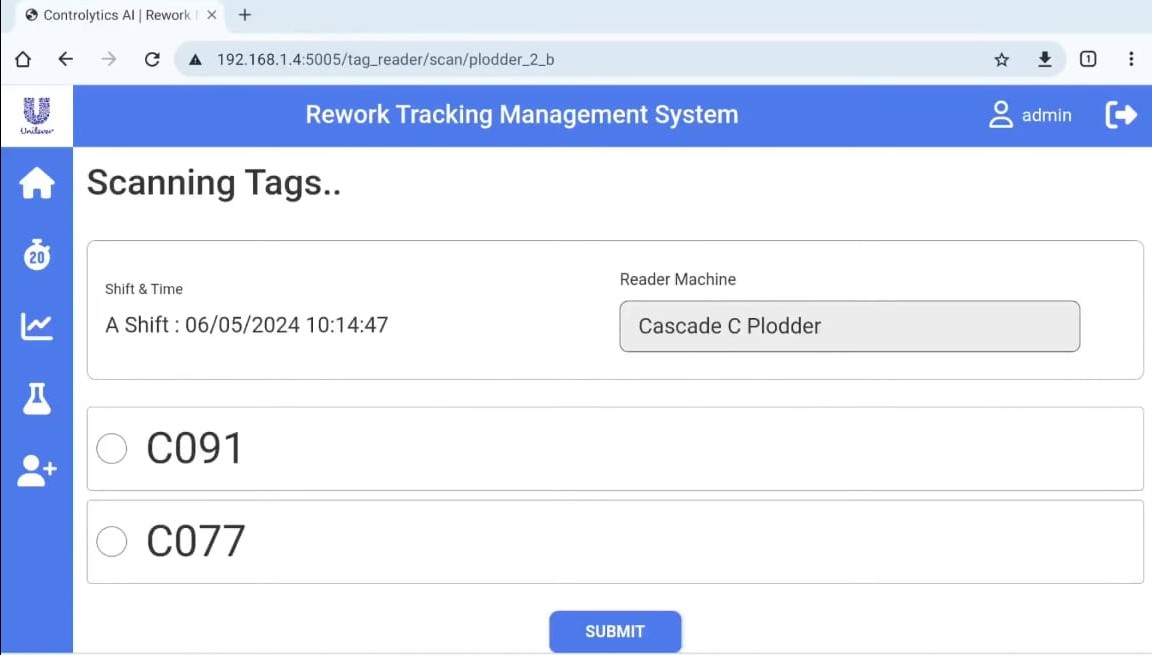 Controlytics AI | Rework
192.168.1.4:5005/tag_reader/scan/plodder_2_b
1
Unilever
Rework Tracking Management System
admin
20
Scanning Tags..
Shift & Time
A Shift : 06/05/2024 10:14:47
Reader Machine
Cascade C Plodder
C091
C077
SUBMIT